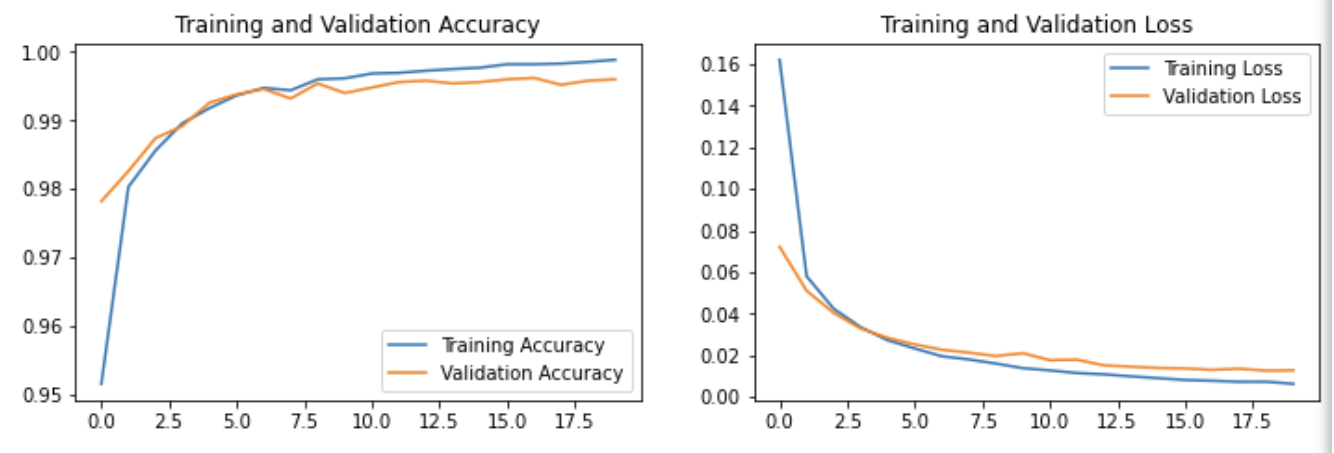 Training and Validation Accuracy
1.00
0.99
0.98
0.97
0.96
0.95
Training Accuracy
Validation Accuracy
0.0 2.5 5.0 7.5 10.0 12.5 15.0 17.5
Training and Validation Loss
0.16
0.14
0.12
0.10
0.08
0.06
0.04
0.02
0.00
Training Loss
Validation Loss
0.0 2.5 5.0 7.5 10.0 12.5 15.0 17.5